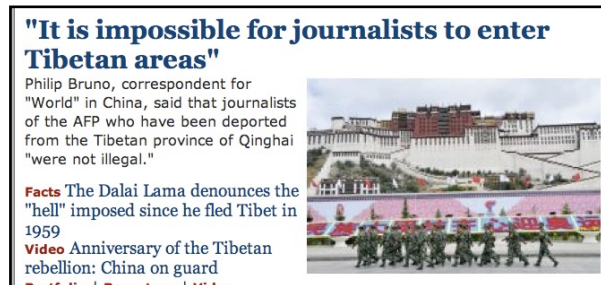 "It is impossible for journalists to enter
Tibetan areas"
Philip Bruno, correspondent for
"World" in China, said that journalists
of the AFP who have been deported
from the Tibetan province of Qinghai
"were not illegal."
Facts The Dalai Lama denounces the
"hell" imposed since he fled Tibet in
1959
Video Anniversary of the Tibetan
rebellion: China on guard